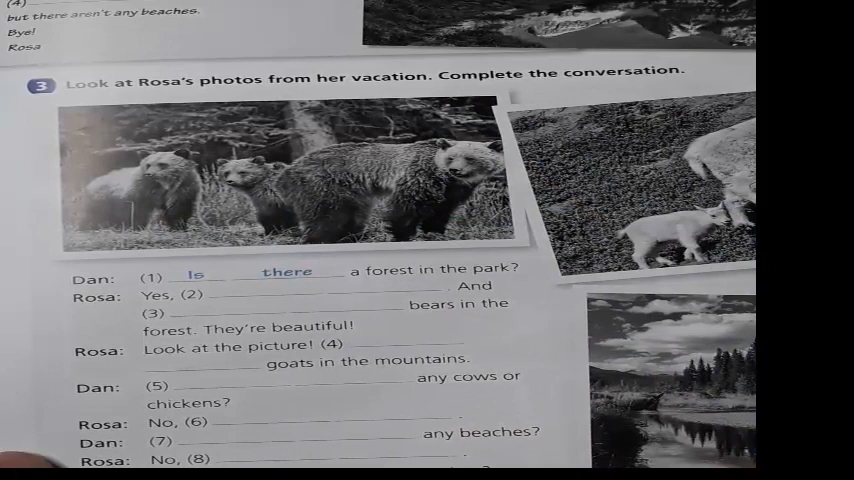 (4)
but there aren't any beaches.
Bye!
Rosa
3 Look at Rosa's photos from her vacation. Complete the conversation.
Dan: (1) Is there a forest in the park?
Rosa: Yes, (2) . And
(3) bears in the
forest. They're beautiful!
Rosa: Look at the picture! (4)
goats in the mountains.
Dan: (5) any cows or
chickens?
Rosa: No, (6) .
Dan: (7) any beaches?
Rosa: No, (8) .